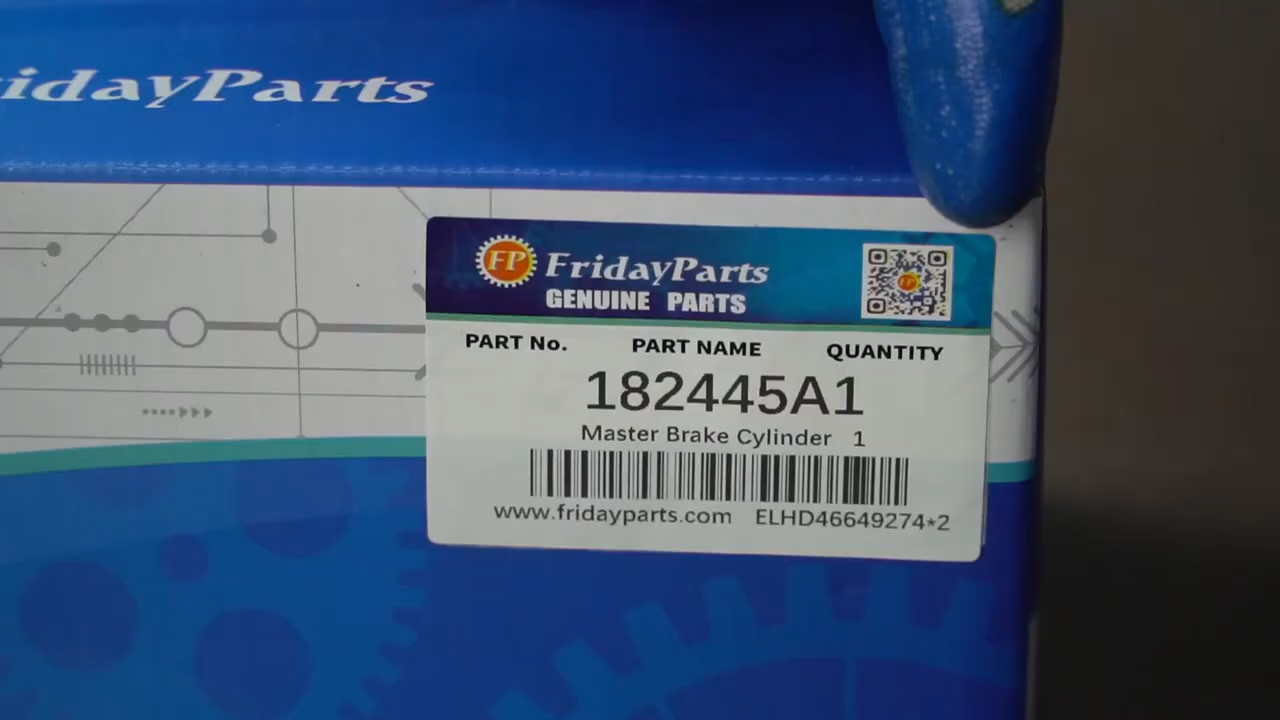 ridayParts
FP FridayParts
GENUINE PARTS
PART No. PART NAME QUANTITY
182445A1
Master Brake Cylinder 1
www.fridayparts.com ELHD46649274*2